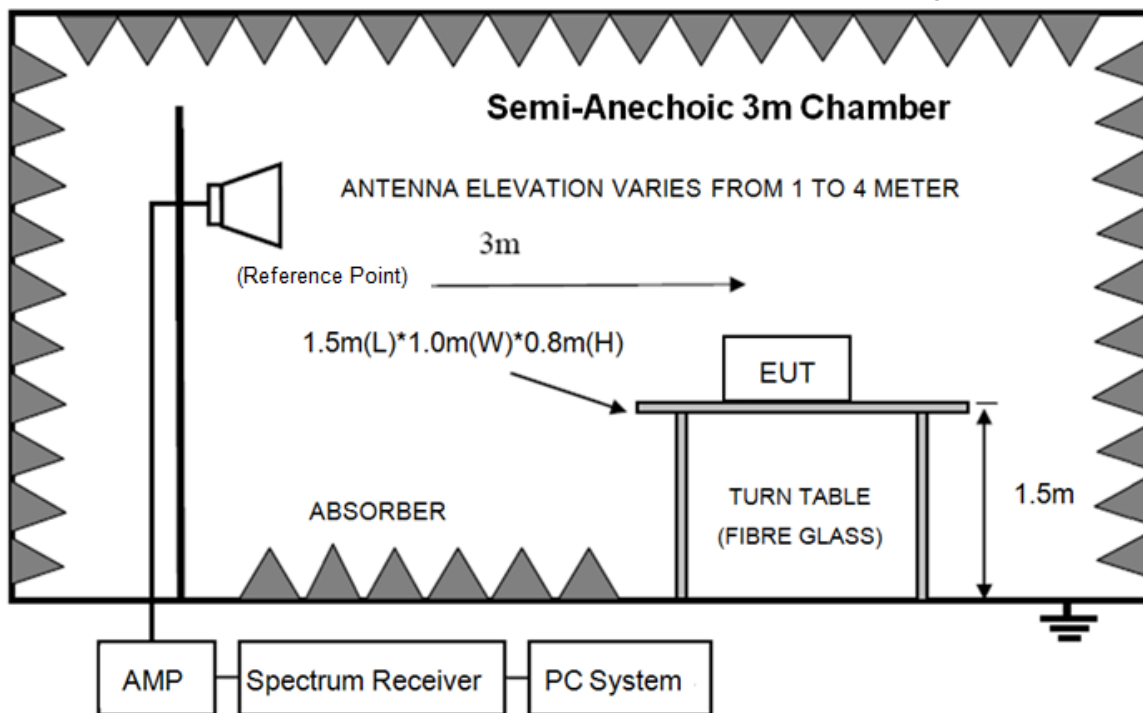 Semi-Anechoic 3m Chamber
ANTENNA ELEVATION VARIES FROM 1 TO 4 METER
3m
(Reference Point)
1.5m(L)*1.0m(W)*0.8m(H)
EUT
1.5m
TURN TABLE
(FIBRE GLASS)
ABSORBER
AMP
Spectrum Receiver
PC System